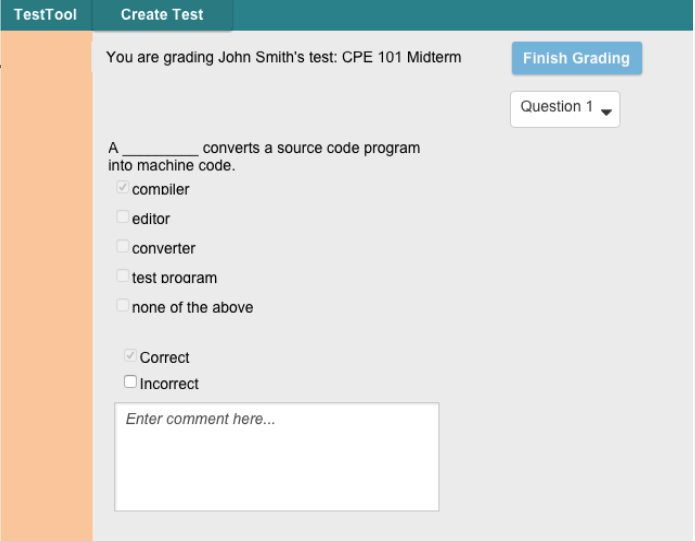 TestTool Create Test
You are grading John Smith's test: CPE 101 Midterm
Finish Grading
Question 1
A _________ converts a source code program
into machine code.
compiler
editor
converter
test program
none of the above
Correct
Incorrect
Enter comment here...